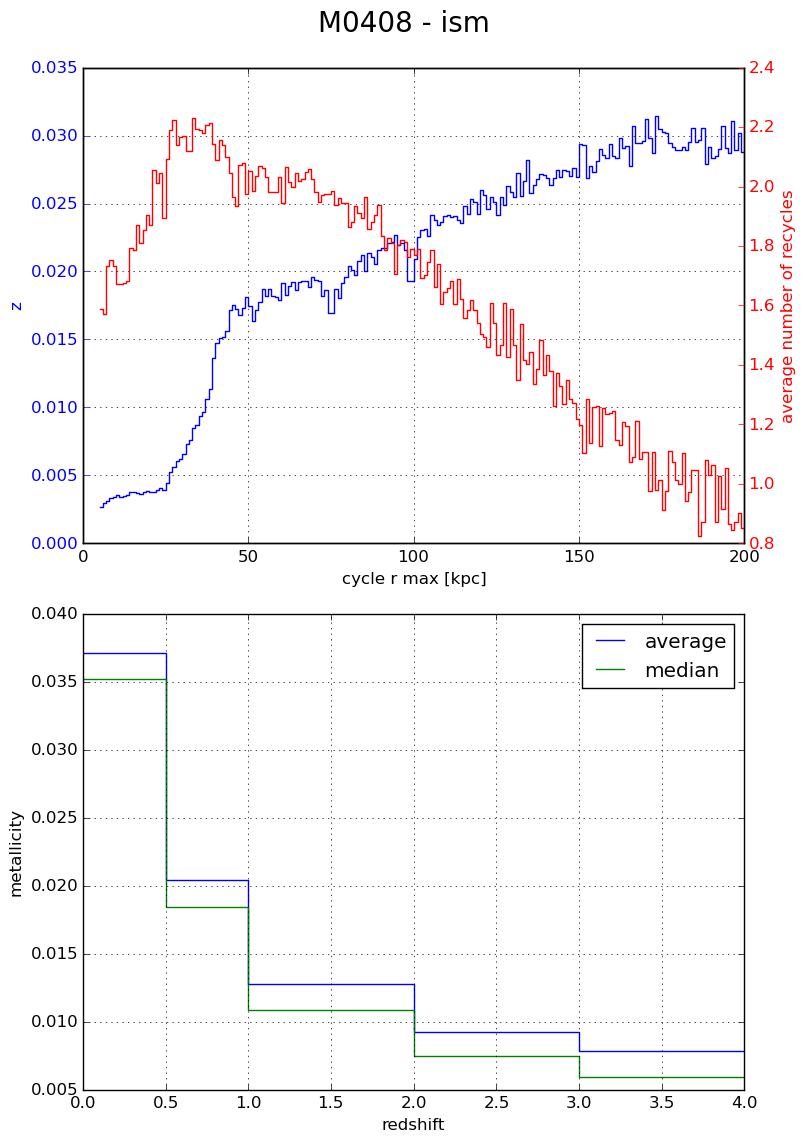 M0408 - ism
0.035
0.030
0.025
0.020
0.015
0.010
0.005
0.000
z
2.4
2.2
2.0
1.8
1.6
1.4
1.2
1.0
0.8
average number of recycles
0 50 100 150 200
cycle r max [kpc]
0.040
0.035
0.030
0.025
0.020
0.015
0.010
0.005
metallicity
average
median
0.0 0.5 1.0 1.5 2.0 2.5 3.0 3.5 4.0
redshift